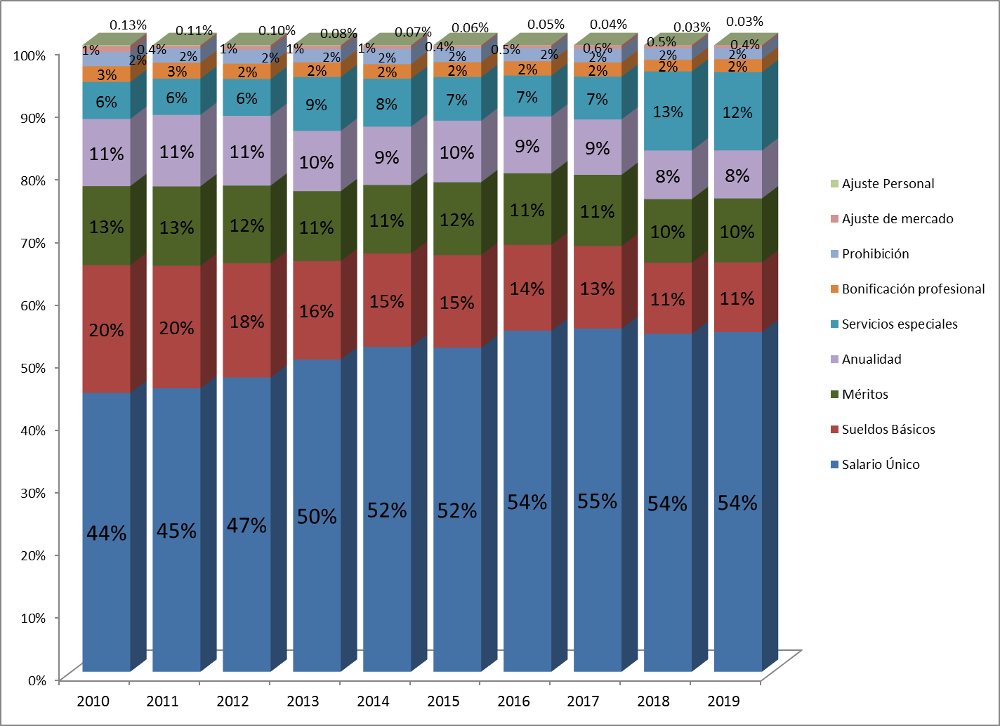 0.13% 0.11% 0.10% 0.08% 0.07% 0.06% 0.05% 0.04% 0.03% 0.03%
1% 0.4% 1% 1% 1% 0.4% 0.5% 0.6% 0.5% 0.4%
2% 2% 2% 2% 2% 2% 2% 2% 2% 2%
3% 3% 2% 2% 2% 2% 2% 2% 2% 2%
6% 6% 6% 9% 8% 7% 7% 7% 13% 12%
11% 11% 11% 10% 9% 10% 9% 9% 8% 8%
13% 13% 12% 11% 11% 12% 11% 11% 10% 10%
20% 20% 18% 16% 15% 15% 14% 13% 11% 11%
44% 45% 47% 50% 52% 52% 54% 55% 54% 54%
100%
90%
80%
70%
60%
50%
40%
30%
20%
10%
0%
2010 2011 2012 2013 2014 2015 2016 2017 2018 2019
Ajuste Personal
Ajuste de mercado
Prohibición
Bonificación profesional
Servicios especiales
Anualidad
Méritos
Sueldos Básicos
Salario Único